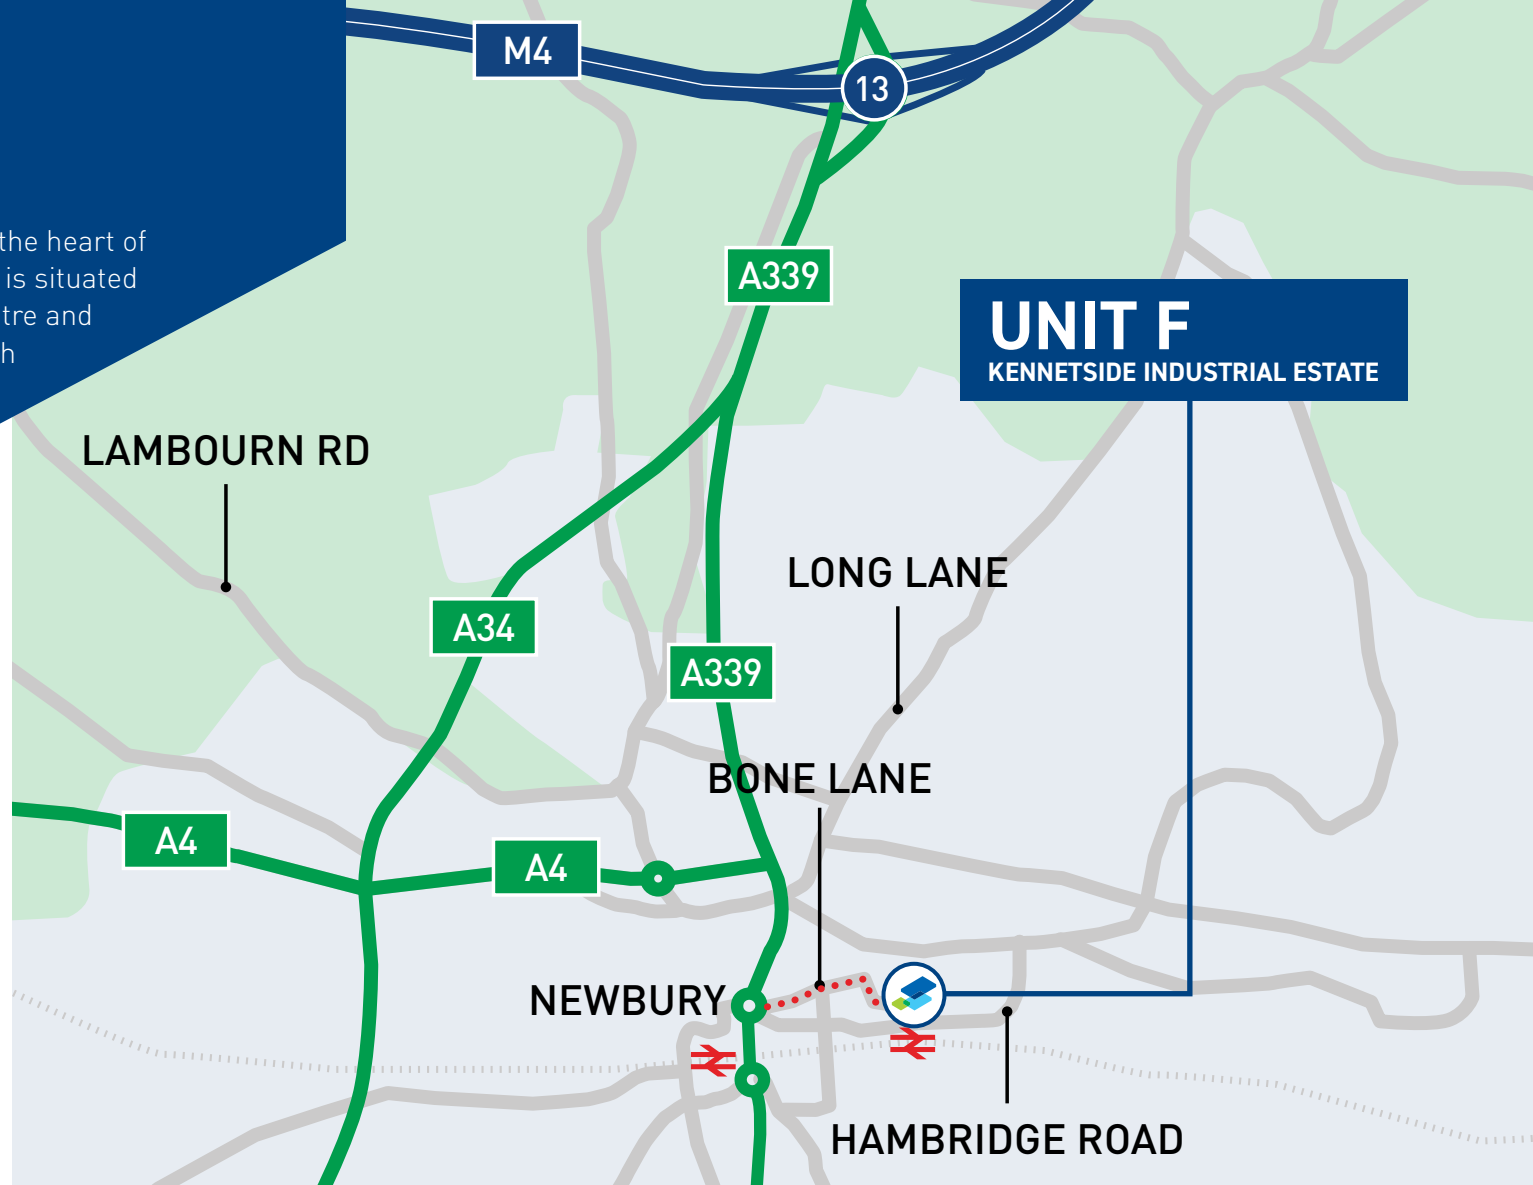 M4
13
the heart of
is situated
tre and
h
A339
UNIT F
KENNETSIDE INDUSTRIAL ESTATE
LAMBOURN RD
LONG LANE
A34
A339
BONE LANE
A4
A4
NEWBURY
HAMBRIDGE ROAD